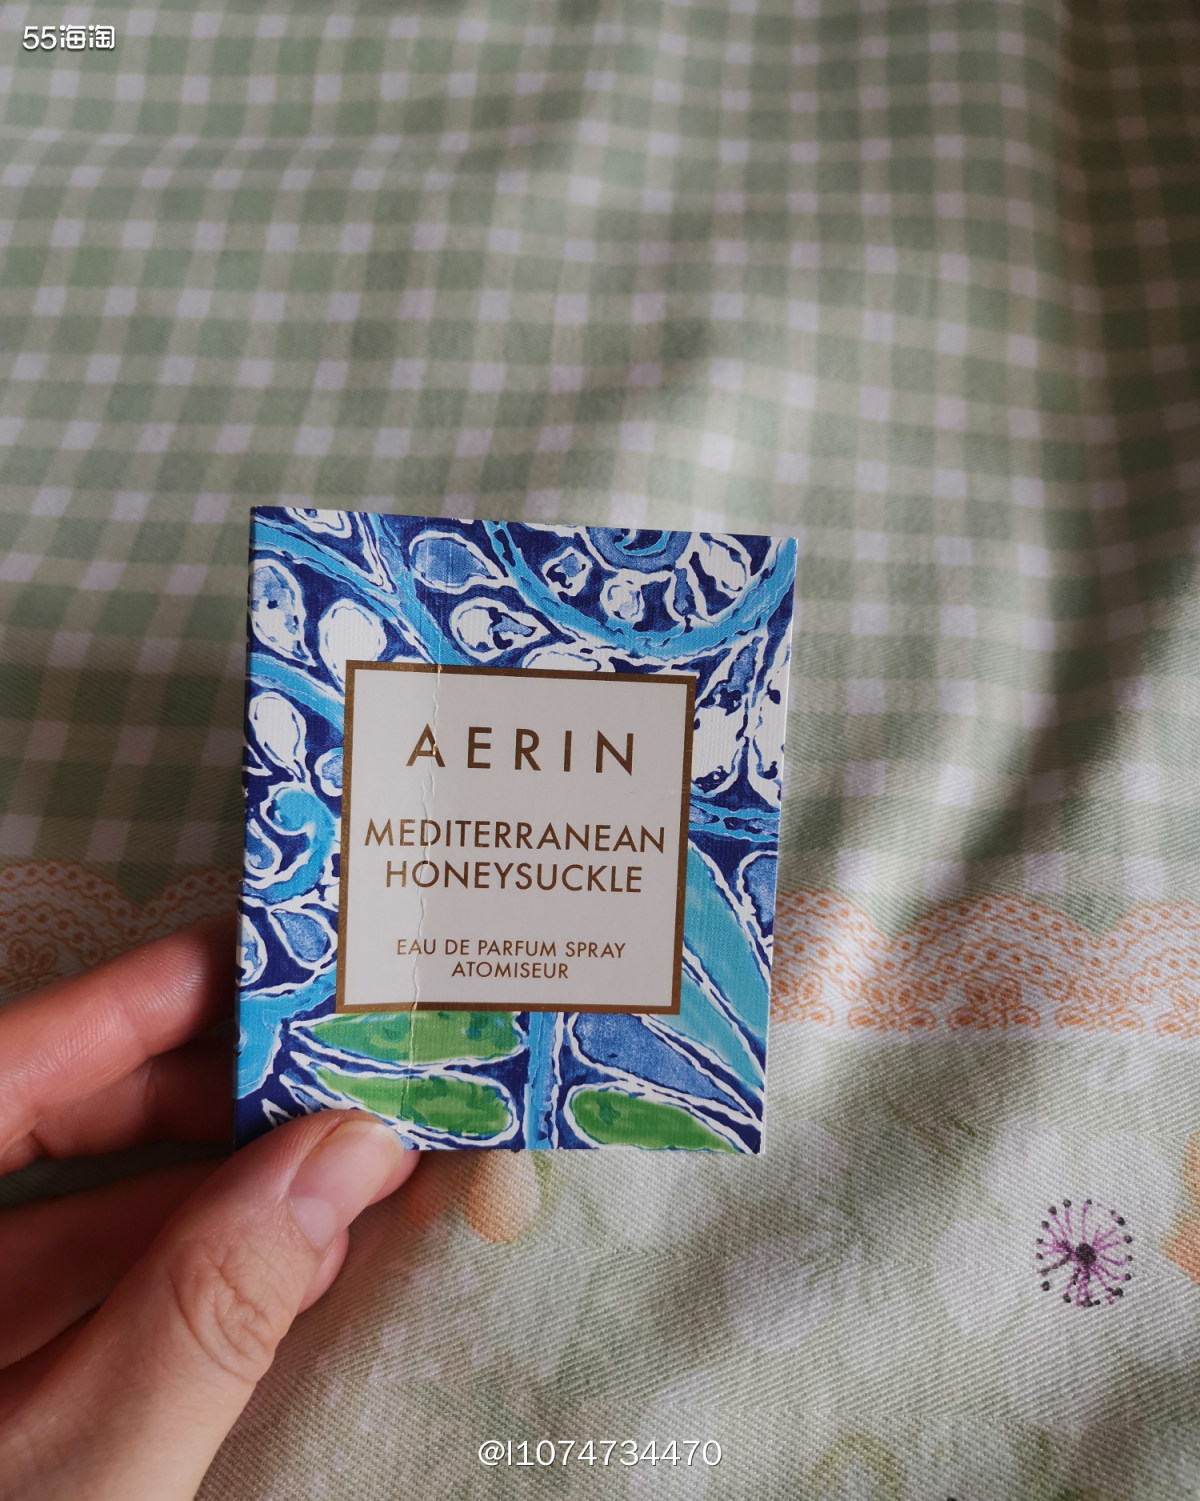 55海淘
AERIN
MEDITERRANEAN
HONEYSUCKLE
EAU DE PARFUM SPRAY
ATOMISEUR
@l1074734470